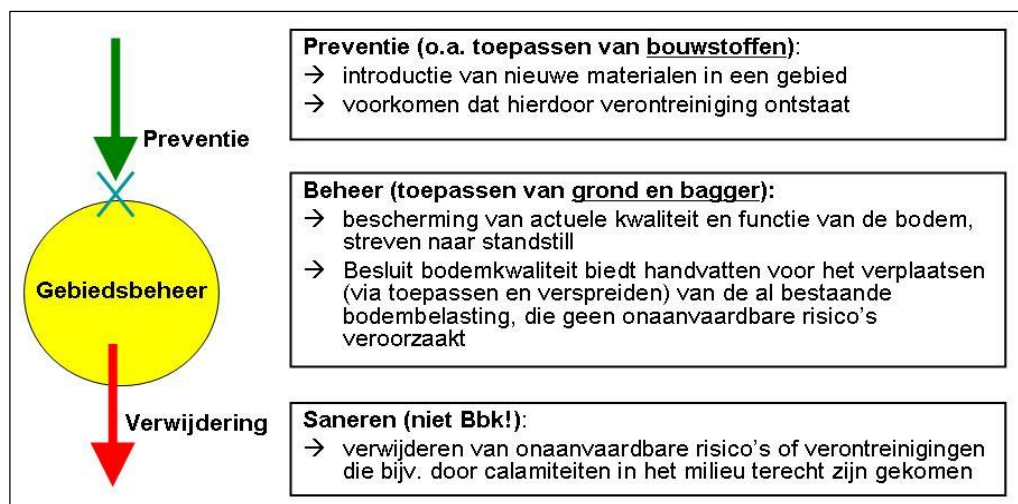 Preventie
Gebiedsbeheer
Verwijdering
Preventie (o.a. toepassen van bouwstoffen):
→ introductie van nieuwe materialen in een gebied
→ voorkomen dat hierdoor verontreiniging ontstaat
Beheer (toepassen van grond en bagger):
→ bescherming van actuele kwaliteit en functie van de bodem,
streven naar standstill
→ Besluit bodemkwaliteit biedt handvatten voor het verplaatsen
(via toepassen en verspreiden) van de al bestaande
bodembelasting, die geen onaanvaardbare risico's
veroorzaakt
Saneren (niet Bbk!):
→ verwijderen van onaanvaardbare risico's of verontreinigingen
die bijv. door calamiteiten in het milieu terecht zijn gekomen